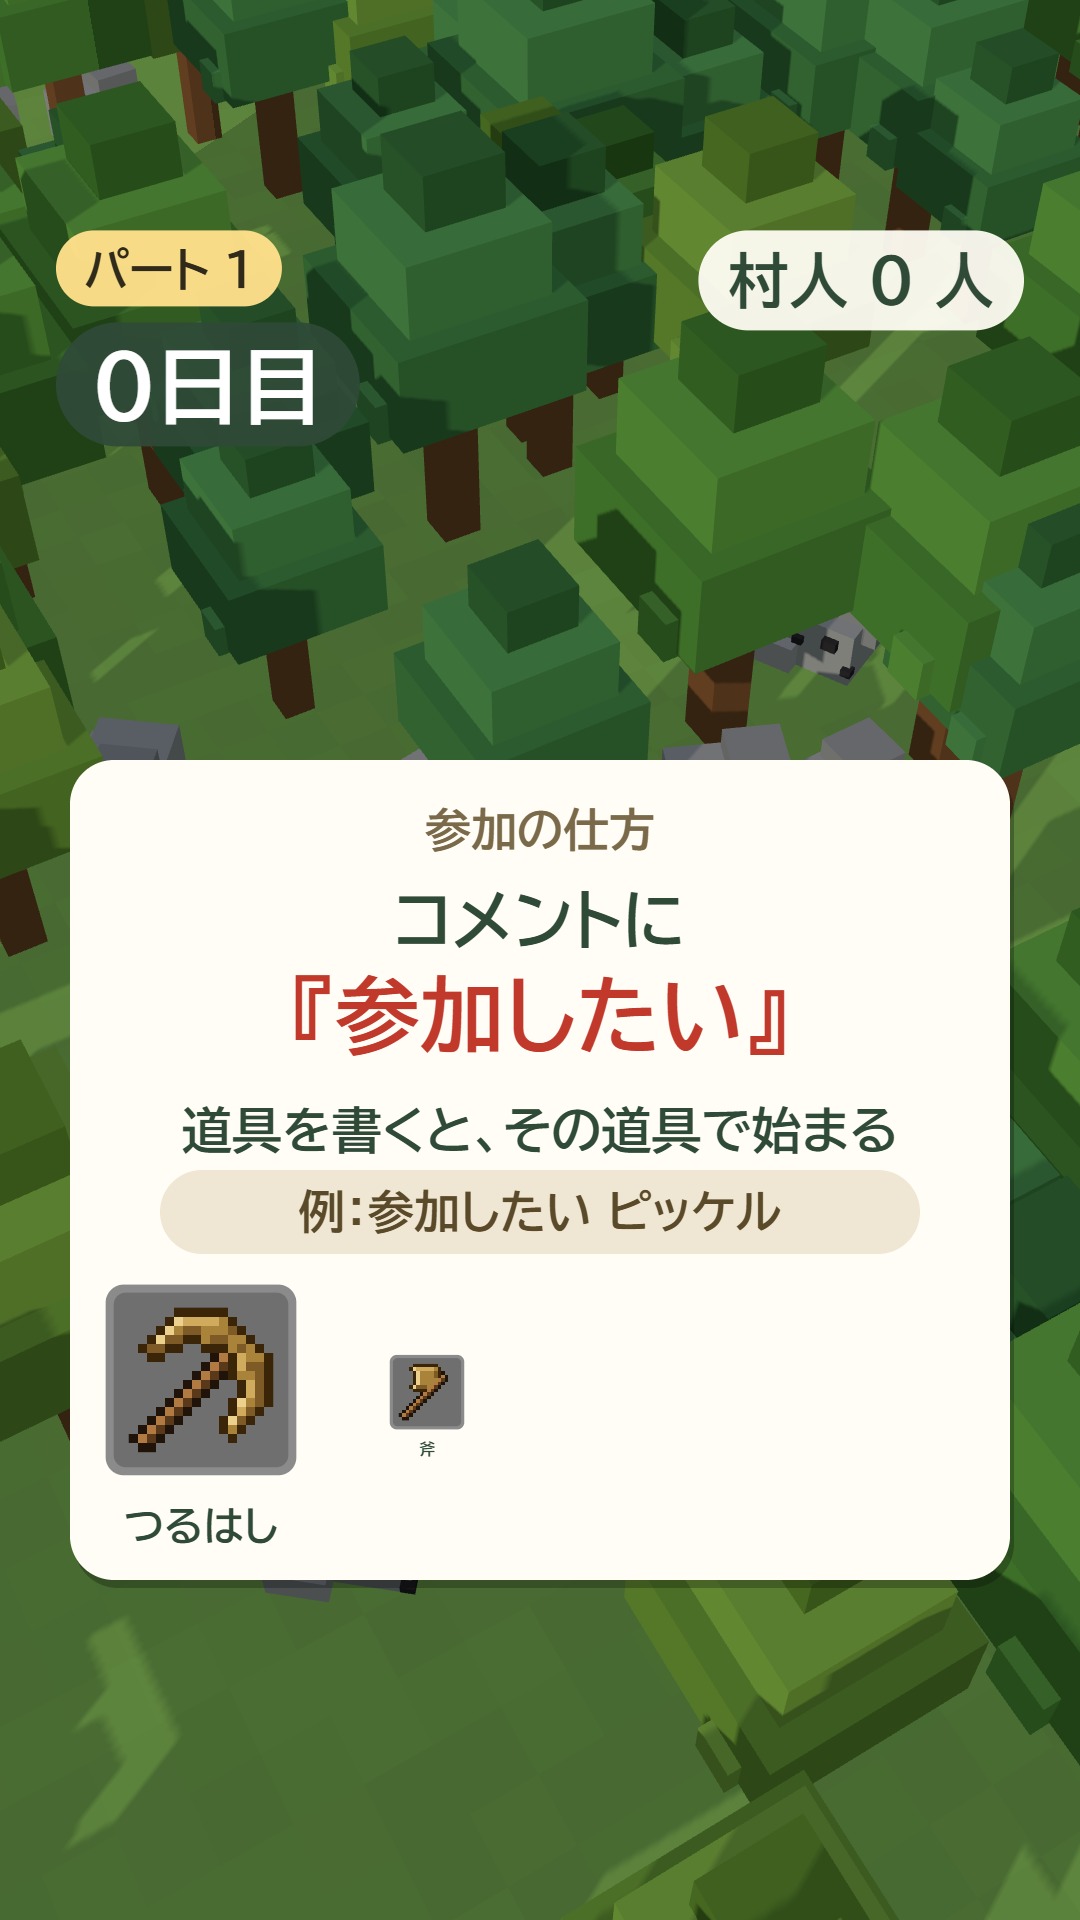 パート 1
村人 0 人
0日目
参加の仕方
コメントに
『参加したい』
道具を書くと、その道具で始まる
例：参加したい ピッケル
斧
つるはし